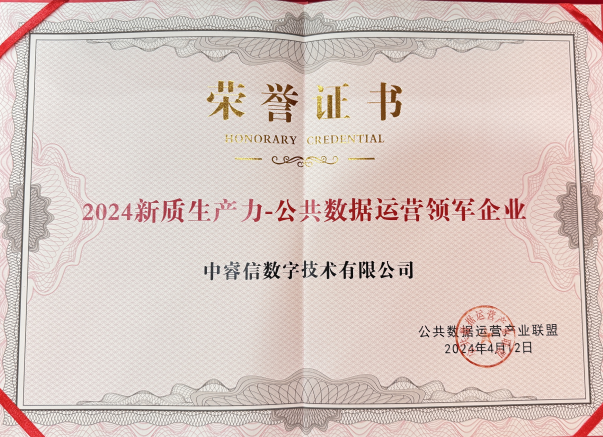 荣誉证书
HONORARY CREDENTIAL
2024新质生产力-公共数据运营领军企业
中睿信数字技术有限公司
公共数据运营产业联盟
2024年4月12日